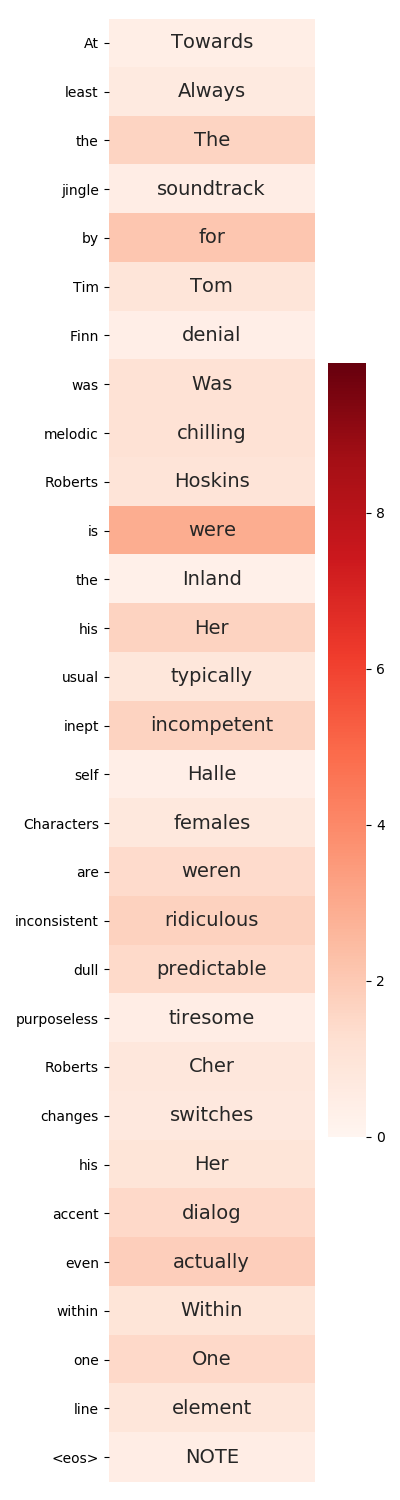 At Towards
least Always
the The
jingle soundtrack
by for
Tim Tom
Finn denial
was Was
melodic chilling
Roberts Hoskins
is were
the Inland
his Her
usual typically
inept incompetent
self Halle
Characters females
are weren
inconsistent ridiculous
dull predictable
purposeless tiresome
Roberts Cher
changes switches
his Her
accent dialog
even actually
within Within
one One
line element
<eos> NOTE
8
6
4
2
0